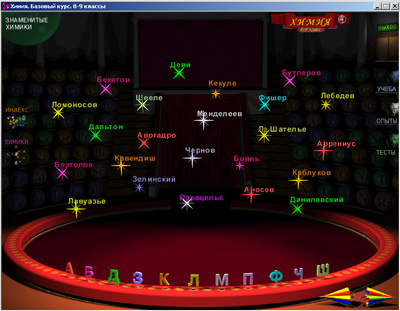 Химия. Базовый курс. 8-9 классы
ЗНАМЕНИТЫЕ
ХИМИКИ
ХИМИЯ
8-9 класс
ВЫХОД
Деви
Бекетов
Бутлеров
Кекуле
УЧЕБА
Шееле
Фишер
Лебедев
Ломоносов
ИНДЕКС
Менделеев
ОПЫТЫ
Дальтон
Ле Шателье
Авогадро
ХИМИКИ
Чернов
Аррениус
ТЕСТЫ
Бертолле
Кавендиш
Бойль
Зелинский
Каблуков
Аносов
Парацельс
Лавуазье
Данилевский
А Б Д З К Л М П Ф Ч Ш